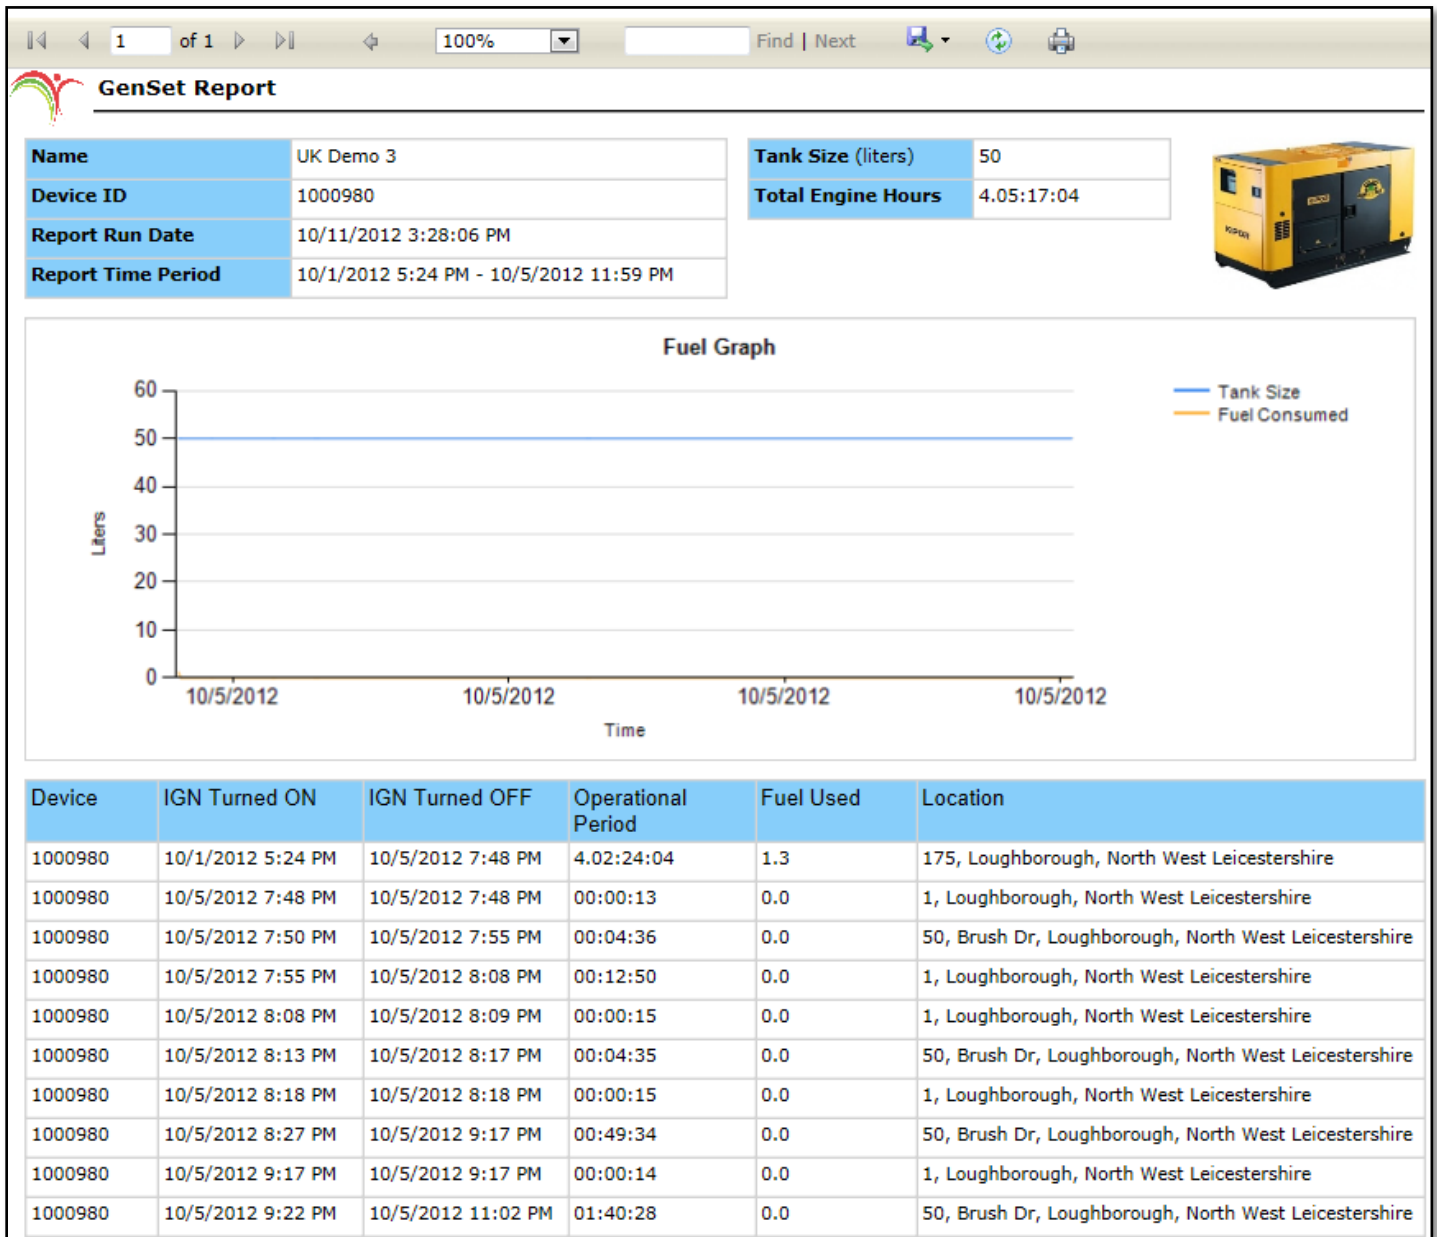 1 of 1 100% Find | Next
GenSet Report
Name UK Demo 3 Tank Size (liters) 50
Device ID 1000980 Total Engine Hours 4.05:17:04
Report Run Date 10/11/2012 3:28:06 PM
Report Time Period 10/1/2012 5:24 PM - 10/5/2012 11:59 PM
KIPOR
Fuel Graph
60
50
40
30
20
10
0
Liters
10/5/2012 10/5/2012 10/5/2012 10/5/2012
Time
Tank Size
Fuel Consumed
Device IGN Turned ON IGN Turned OFF Operational Period Fuel Used Location
1000980 10/1/2012 5:24 PM 10/5/2012 7:48 PM 4.02:24:04 1.3 175, Loughborough, North West Leicestershire
1000980 10/5/2012 7:48 PM 10/5/2012 7:48 PM 00:00:13 0.0 1, Loughborough, North West Leicestershire
1000980 10/5/2012 7:50 PM 10/5/2012 7:55 PM 00:04:36 0.0 50, Brush Dr, Loughborough, North West Leicestershire
1000980 10/5/2012 7:55 PM 10/5/2012 8:08 PM 00:12:50 0.0 1, Loughborough, North West Leicestershire
1000980 10/5/2012 8:08 PM 10/5/2012 8:09 PM 00:00:15 0.0 1, Loughborough, North West Leicestershire
1000980 10/5/2012 8:13 PM 10/5/2012 8:17 PM 00:04:35 0.0 50, Brush Dr, Loughborough, North West Leicestershire
1000980 10/5/2012 8:18 PM 10/5/2012 8:18 PM 00:00:15 0.0 1, Loughborough, North West Leicestershire
1000980 10/5/2012 8:27 PM 10/5/2012 9:17 PM 00:49:34 0.0 50, Brush Dr, Loughborough, North West Leicestershire
1000980 10/5/2012 9:17 PM 10/5/2012 9:17 PM 00:00:14 0.0 1, Loughborough, North West Leicestershire
1000980 10/5/2012 9:22 PM 10/5/2012 11:02 PM 01:40:28 0.0 50, Brush Dr, Loughborough, North West Leicestershire